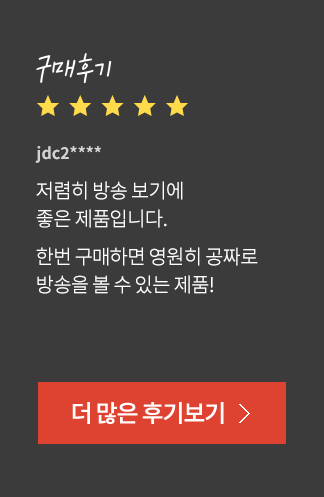 구매후기
jdc2****
저렴히 방송 보기에
좋은 제품입니다.
한번 구매하면 영원히 공짜로
방송을 볼 수 있는 제품!
더 많은 후기보기